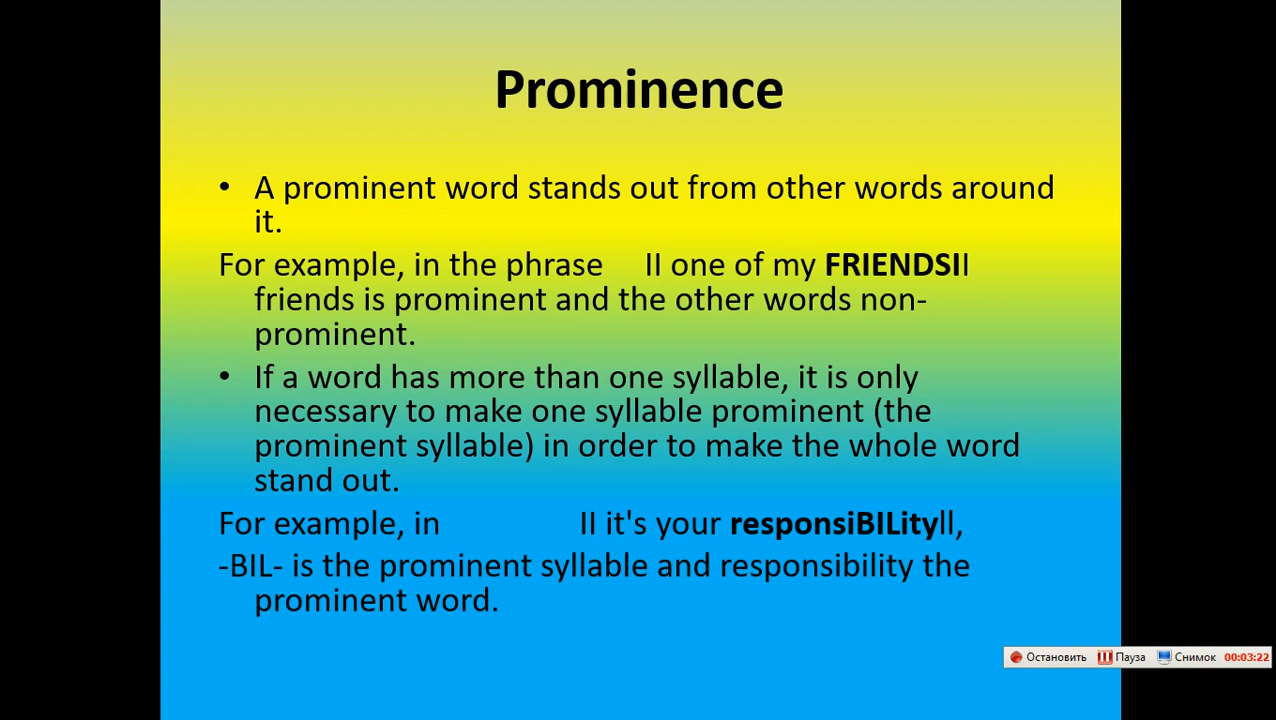 Prominence
• A prominent word stands out from other words around
it.
For example, in the phrase II one of my FRIENDSII
friends is prominent and the other words non-
prominent.
• If a word has more than one syllable, it is only
necessary to make one syllable prominent (the
prominent syllable) in order to make the whole word
stand out.
For example, in II it's your responsiBILityll,
-BIL- is the prominent syllable and responsibility the
prominent word.
Остановить Пауза Снимок 00:03:22